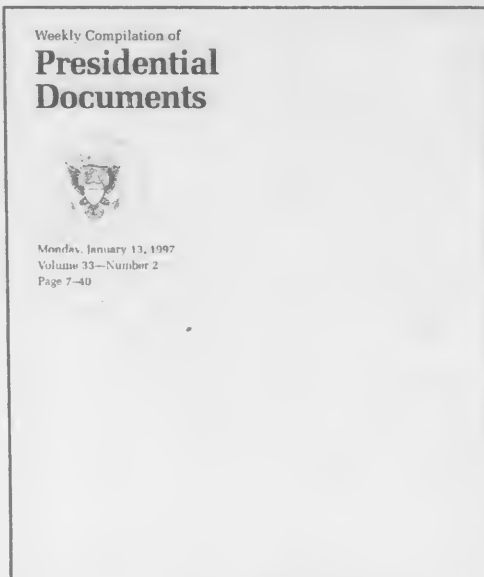 Weekly Compilation of
Presidential
Documents
Monday, January 13, 1997
Volume 33—Number 2
Page 7–40